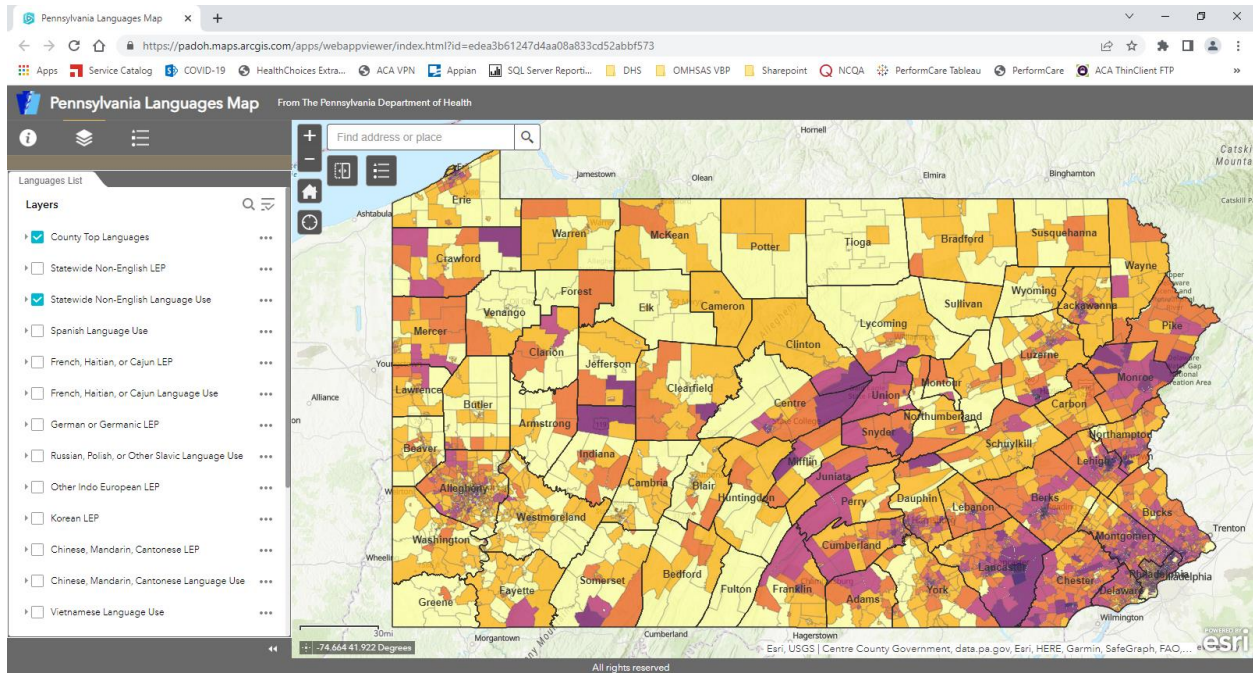 Pennsylvania Languages Map
https://padoh.maps.arcgis.com/apps/webappviewer/index.html?id=edea3b61247d4aa08a833cd52abbf573
Apps Service Catalog COVID-19 HealthChoices Extra... ACA VPN Appian SQL Server Reporti... DHS OMHSAS VBP Sharepoint NCQA PerformCare Tableau PerformCare ACA ThinClient FTP »
Pennsylvania Languages Map From The Pennsylvania Department of Health
Find address or place
Languages List
Layers
County Top Languages
Statewide Non-English LEP
Statewide Non-English Language Use
Spanish Language Use
French, Haitian, or Cajun LEP
French, Haitian, or Cajun Language Use
German or Germanic LEP
Russian, Polish, or Other Slavic Language Use
Other Indo European LEP
Korean LEP
Chinese, Mandarin, Cantonese LEP
Chinese, Mandarin, Cantonese Language Use
Vietnamese Language Use
Hornell
Jamestown Olean Elmira Binghamton
Ashtabula
Erie Warren McKean Potter Tioga Bradford Susquehanna
Crawford Wayne
Forest Elk Cameron Sullivan Wyoming Lackawanna
Venango Lycoming Pike
Mercer Clarion Jefferson Clinton Luzerne
Clearfield Montour Monroe
Lawrence Butler Centre Union Carbon
Alliance
Armstrong Snyder Northumberland Northampton
Beaver Indiana Mifflin Schuylkill Lehigh
Allegheny Cambria Blair Juniata
Huntingdon Perry Dauphin Lebanon Berks Bucks
Westmoreland Trenton
Washington Cumberland Montgomery
Lancaster Chester Philadelphia
Somerset Bedford Delaware
Greene Fayette Fulton Franklin Adams York
Wilmington
30mi
-74.664 41.922 Degrees
Morgantown Cumberland Hagerstown
Esri, USGS | Centre County Government, data.pa.gov, Esri, HERE, Garmin, SafeGraph, FAO,...
POWERED BY
esri
All rights reserved